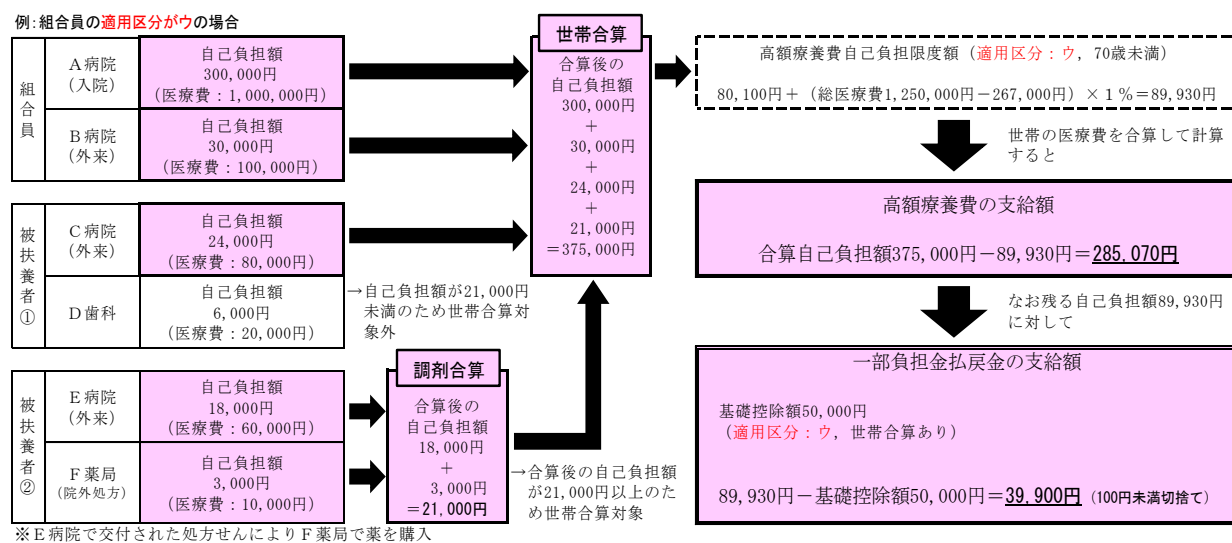 例：組合員の適用区分がウの場合
組合員
Ａ病院
（入院）
自己負担額
300,000円
（医療費：1,000,000円）
Ｂ病院
（外来）
自己負担額
30,000円
（医療費：100,000円）
被扶養者①
Ｃ病院
（外来）
自己負担額
24,000円
（医療費：80,000円）
Ｄ歯科
自己負担額
6,000円
（医療費：20,000円）
→自己負担額が21,000円
未満のため世帯合算対
象外
被扶養者②
Ｅ病院
（外来）
自己負担額
18,000円
（医療費：60,000円）
Ｆ薬局
（院外処方）
自己負担額
3,000円
（医療費：10,000円）
※Ｅ病院で交付された処方せんによりＦ薬局で薬を購入
調剤合算
合算後の
自己負担額
18,000円
＋
3,000円
＝21,000円
→合算後の自己負担額
が21,000円以上のた
め世帯合算対象
世帯合算
合算後の
自己負担額
300,000円
＋
30,000円
＋
24,000円
＋
21,000円
＝375,000円
高額療養費自己負担限度額（適用区分：ウ，70歳未満）
80,100円＋（総医療費1,250,000円－267,000円）×１％＝89,930円
世帯の医療費を合算して計算
すると
高額療養費の支給額
合算自己負担額375,000円－89,930円＝285,070円
なお残る自己負担額89,930円
に対して
一部負担金払戻金の支給額
基礎控除額50,000円
（適用区分：ウ，世帯合算あり）
89,930円－基礎控除額50,000円＝39,900円（100円未満切捨て）